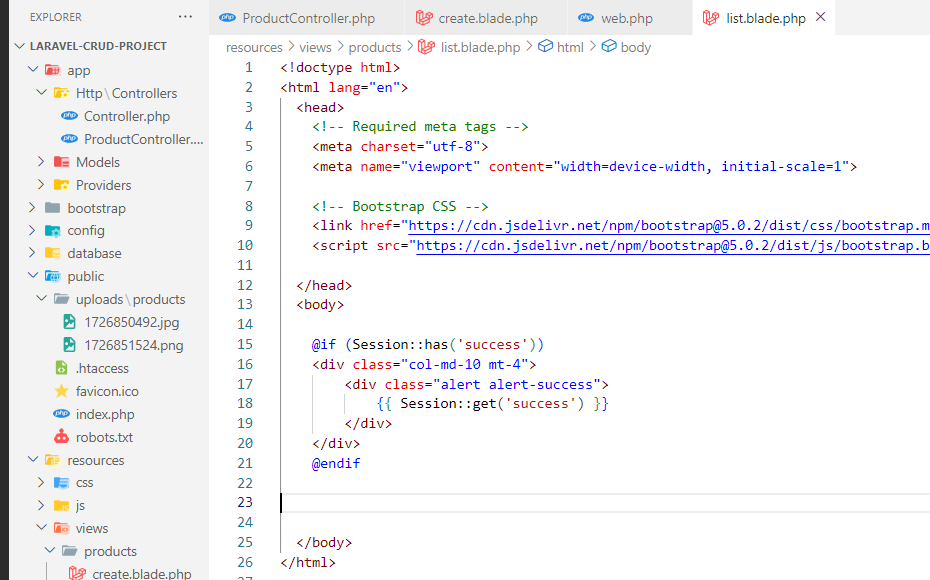 EXPLORER ...
LARAVEL-CRUD-PROJECT
app
Http\Controllers
php Controller.php
php ProductController....
Models
Providers
bootstrap
config
database
public
uploads\products
1726850492.jpg
1726851524.png
.htaccess
favicon.ico
php index.php
robots.txt
resources
css
js
views
products
create.blade.php
php ProductController.php
create.blade.php
php web.php
list.blade.php ×
resources > views > products > list.blade.php > html > body
1 <!doctype html>
2 <html lang="en">
3 <head>
4 <!-- Required meta tags -->
5 <meta charset="utf-8">
6 <meta name="viewport" content="width=device-width, initial-scale=1">
7
8 <!-- Bootstrap CSS -->
9 <link href="https://cdn.jsdelivr.net/npm/bootstrap@5.0.2/dist/css/bootstrap.m
10 <script src="https://cdn.jsdelivr.net/npm/bootstrap@5.0.2/dist/js/bootstrap.b
11
12 </head>
13 <body>
14
15 @if (Session::has('success'))
16 <div class="col-md-10 mt-4">
17 <div class="alert alert-success">
18 {{ Session::get('success') }}
19 </div>
20 </div>
21 @endif
22
23
24
25 </body>
26 </html>
27